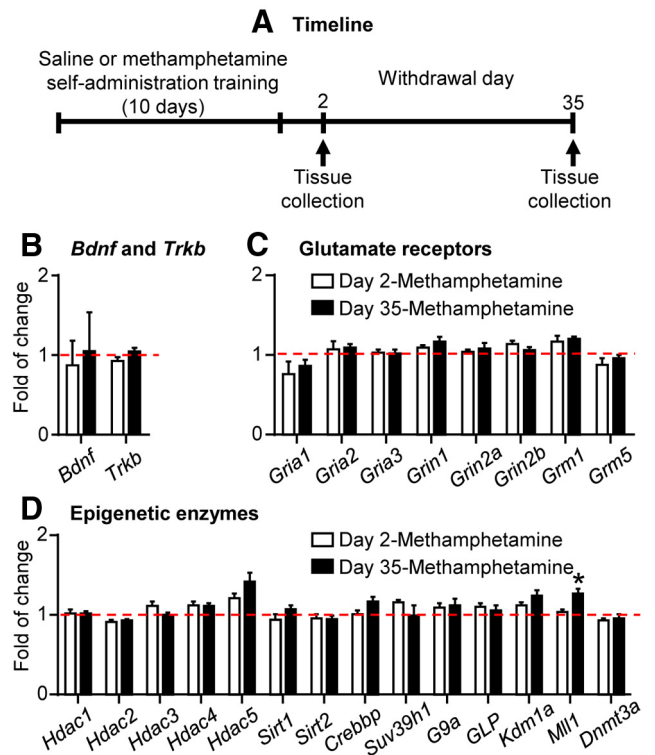 A Timeline
Saline or methamphetamine
self-administration training
(10 days)
Withdrawal day
2
35
Tissue
collection
Tissue
collection
B Bdnf and Trkb
Fold of change
2
1
0
Bdnf
Trkb
C Glutamate receptors
2
1
0
Day 2-Methamphetamine
Day 35-Methamphetamine
Gria1
Gria2
Gria3
Grin1
Grin2a
Grin2b
Grm1
Grm5
D Epigenetic enzymes
Fold of change
2
1
0
Day 2-Methamphetamine
Day 35-Methamphetamine
*
Hdac1
Hdac2
Hdac3
Hdac4
Hdac5
Sirt1
Sirt2
Crebbp
Suv39h1
G9a
GLP
Kdm1a
Mll1
Dnmt3a